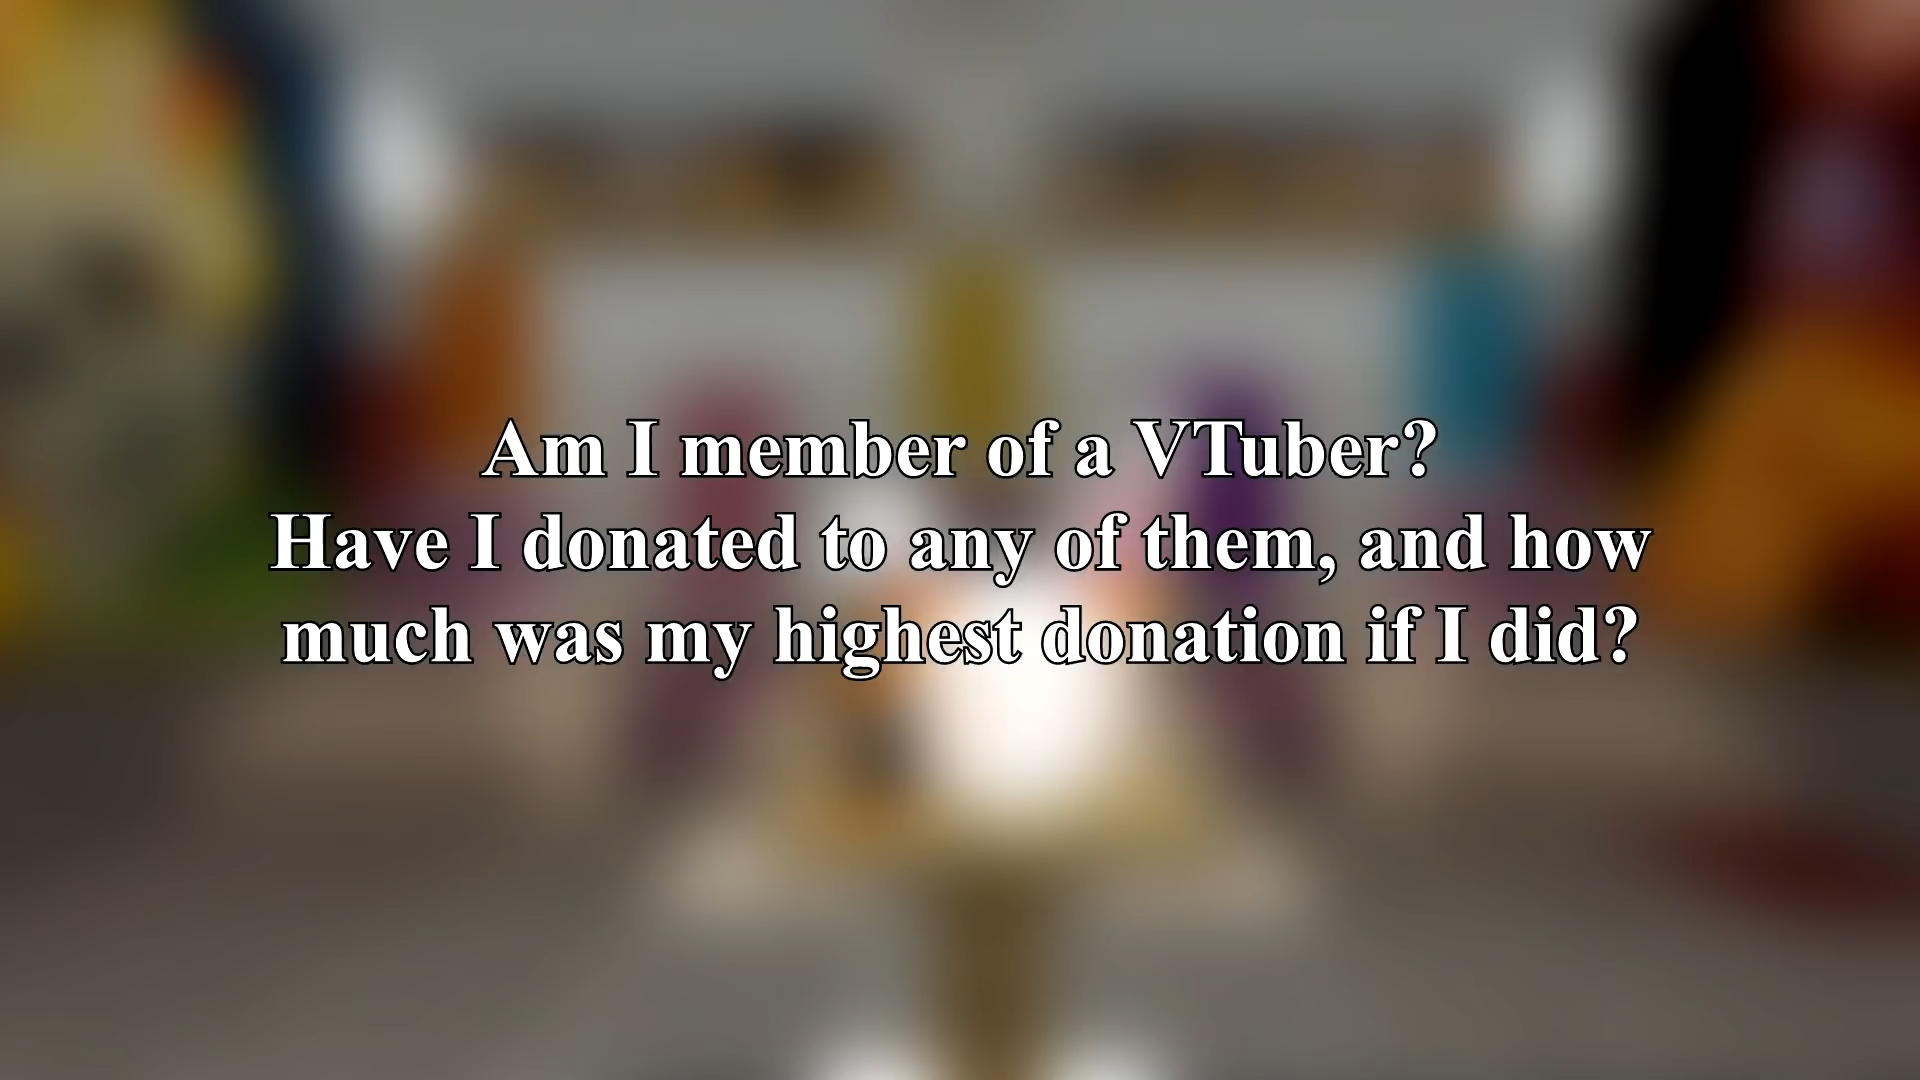 Am I member of a VTuber?
Have I donated to any of them, and how
much was my highest donation if I did?